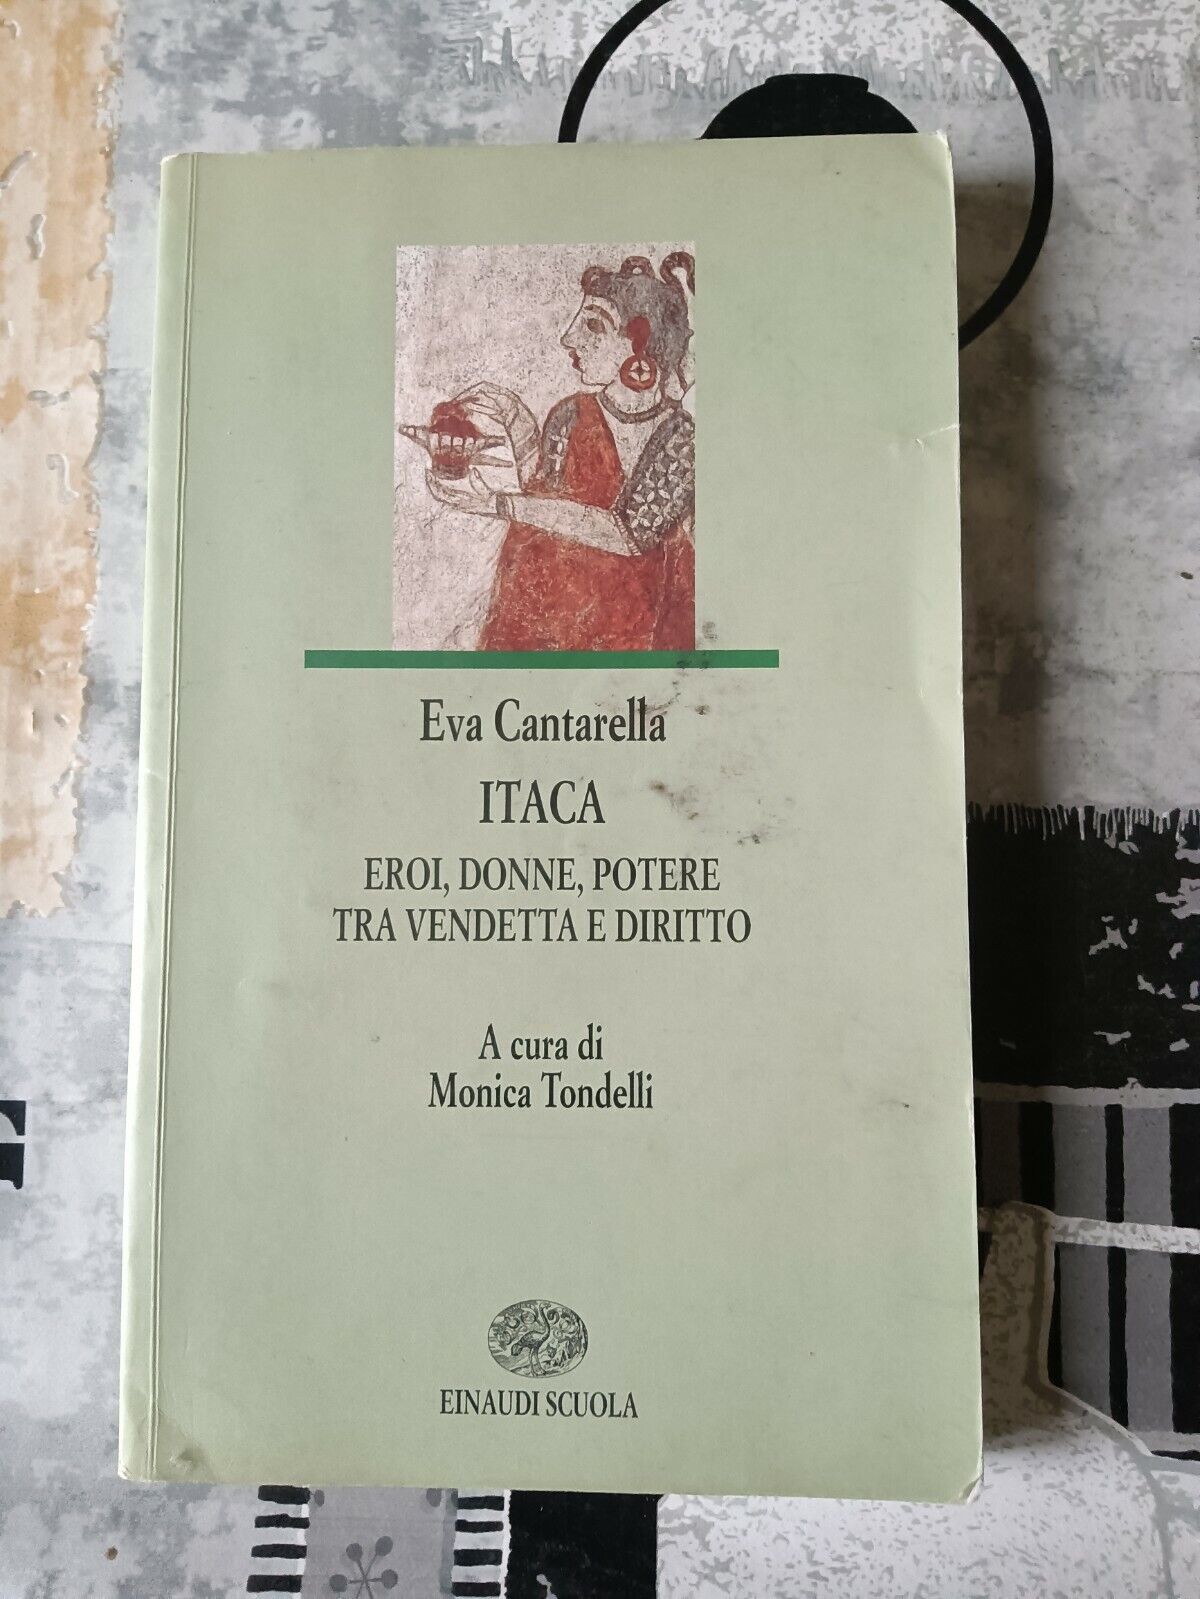 Eva Cantarella
ITACA
EROI, DONNE, POTERE
TRA VENDETTA E DIRITTO
A cura di
Monica Tondelli
EINAUDI SCUOLA